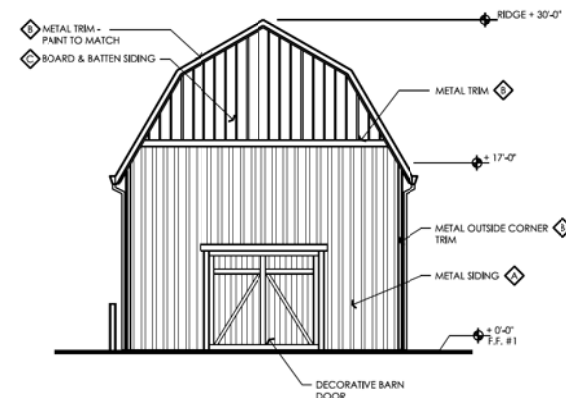 B METAL TRIM -
PAINT TO MATCH
C BOARD & BATTEN SIDING
RIDGE + 30'-0"
METAL TRIM B
+ 17'-0"
METAL OUTSIDE CORNER B
TRIM
METAL SIDING A
+ 0'-0"
F.F. #1
DECORATIVE BARN
DOOR